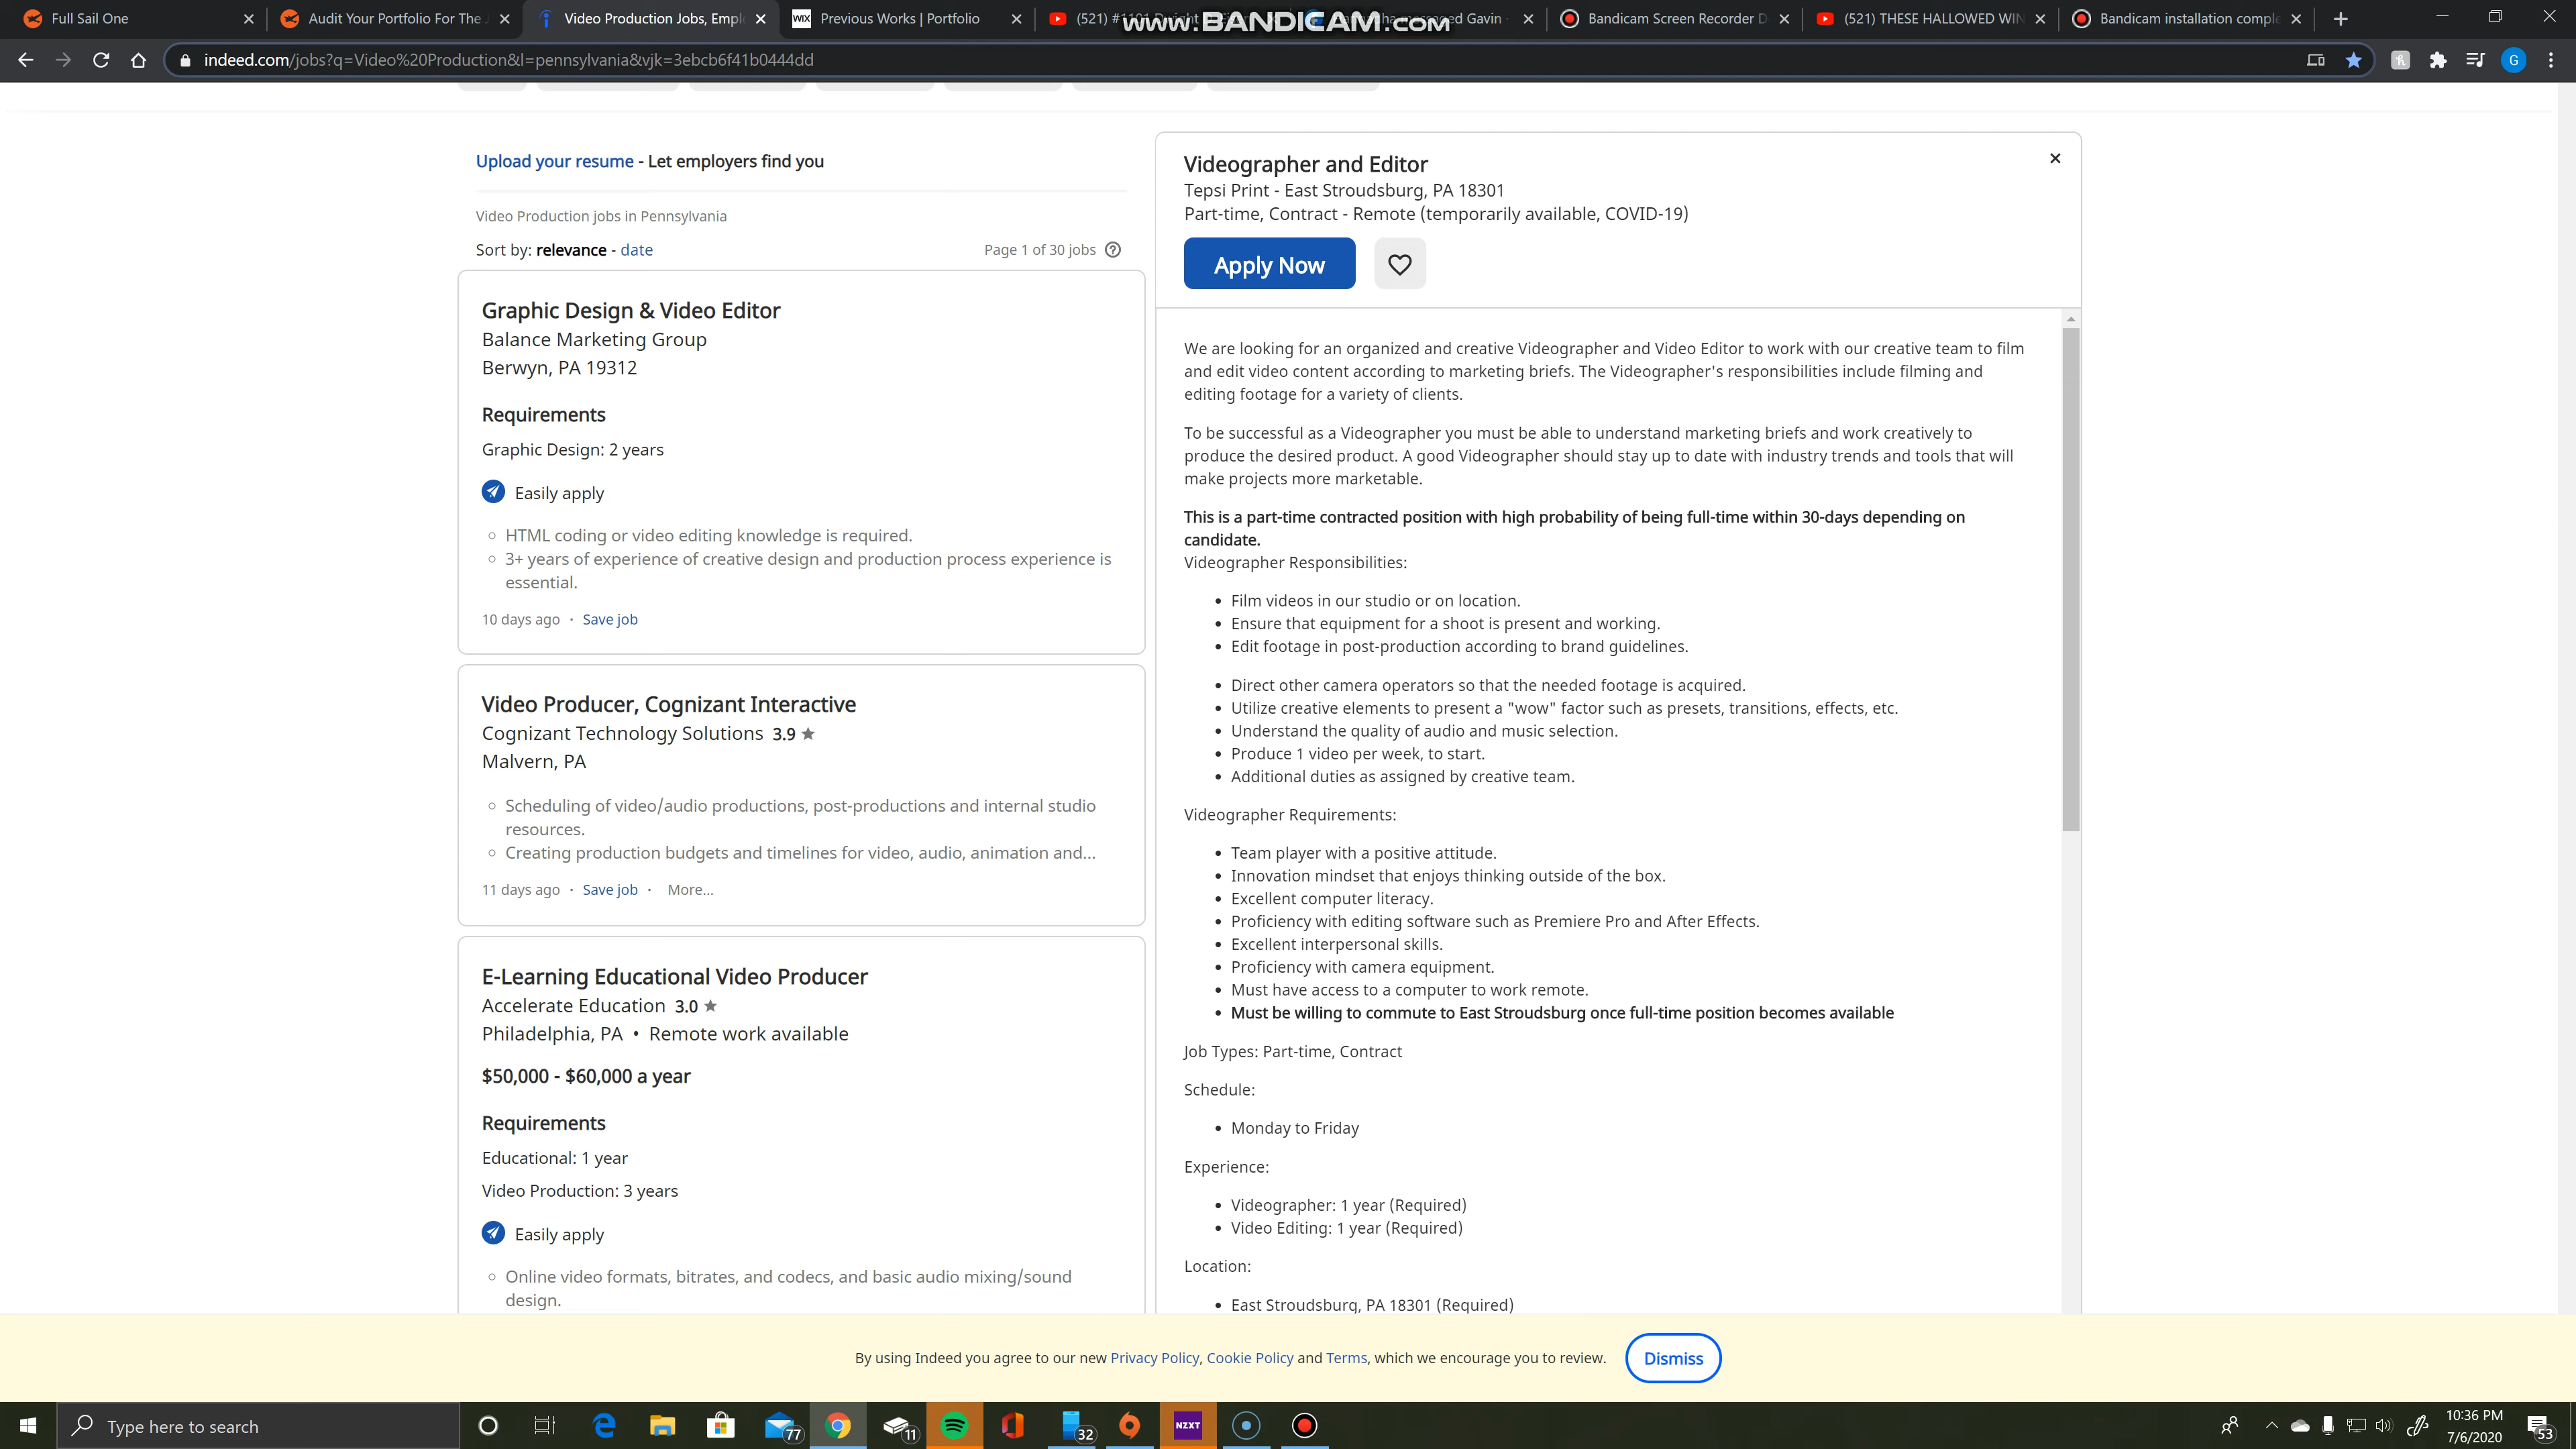 Full Sail One
Audit Your Portfolio For The J
Video Production Jobs, Empl
WIX Previous Works | Portfolio
www.BANDICAM.com
Bandicam Screen Recorder D
(521) THESE HALLOWED WIN
Bandicam installation comple
indeed.com/jobs?q=Video%20Production&l=pennsylvania&vjk=3ebcb6f41b0444dd
G
Upload your resume - Let employers find you
Video Production jobs in Pennsylvania
Sort by: relevance - date
Page 1 of 30 jobs
Graphic Design & Video Editor
Balance Marketing Group
Berwyn, PA 19312
Requirements
Graphic Design: 2 years
Easily apply
HTML coding or video editing knowledge is required.
3+ years of experience of creative design and production process experience is
essential.
10 days ago · Save job
Video Producer, Cognizant Interactive
Cognizant Technology Solutions 3.9
Malvern, PA
Scheduling of video/audio productions, post-productions and internal studio
resources.
Creating production budgets and timelines for video, audio, animation and...
11 days ago · Save job · More...
E-Learning Educational Video Producer
Accelerate Education 3.0
Philadelphia, PA • Remote work available
$50,000 - $60,000 a year
Requirements
Educational: 1 year
Video Production: 3 years
Easily apply
Online video formats, bitrates, and codecs, and basic audio mixing/sound
design.
Videographer and Editor
Tepsi Print - East Stroudsburg, PA 18301
Part-time, Contract - Remote (temporarily available, COVID-19)
Apply Now
We are looking for an organized and creative Videographer and Video Editor to work with our creative team to film
and edit video content according to marketing briefs. The Videographer's responsibilities include filming and
editing footage for a variety of clients.
To be successful as a Videographer you must be able to understand marketing briefs and work creatively to
produce the desired product. A good Videographer should stay up to date with industry trends and tools that will
make projects more marketable.
This is a part-time contracted position with high probability of being full-time within 30-days depending on
candidate.
Videographer Responsibilities:
Film videos in our studio or on location.
Ensure that equipment for a shoot is present and working.
Edit footage in post-production according to brand guidelines.
Direct other camera operators so that the needed footage is acquired.
Utilize creative elements to present a "wow" factor such as presets, transitions, effects, etc.
Understand the quality of audio and music selection.
Produce 1 video per week, to start.
Additional duties as assigned by creative team.
Videographer Requirements:
Team player with a positive attitude.
Innovation mindset that enjoys thinking outside of the box.
Excellent computer literacy.
Proficiency with editing software such as Premiere Pro and After Effects.
Excellent interpersonal skills.
Proficiency with camera equipment.
Must have access to a computer to work remote.
Must be willing to commute to East Stroudsburg once full-time position becomes available
Job Types: Part-time, Contract
Schedule:
Monday to Friday
Experience:
Videographer: 1 year (Required)
Video Editing: 1 year (Required)
Location:
East Stroudsburg, PA 18301 (Required)
By using Indeed you agree to our new Privacy Policy, Cookie Policy and Terms, which we encourage you to review.
Dismiss
Type here to search
77
11
32
NZXT
10:36 PM
7/6/2020
53